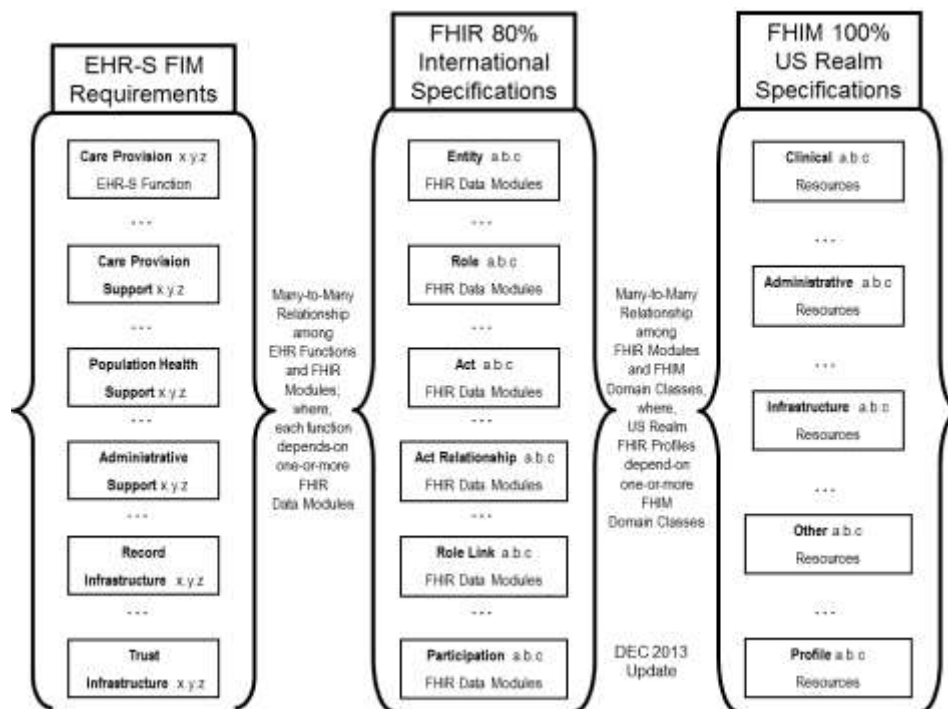 EHR-S FIM
Requirements
Care Provision x.y.z
EHR-S Function
...
Care Provision
Support x.y.z
...
Population Health
Support x.y.z
...
Administrative
Support x.y.z
...
Record
Infrastructure x.y.z
...
Trust
Infrastructure x.y.z
Many-to-Many
Relationship
among
EHR Functions
and FHIR
Modules;
where,
each function
depends-on
one-or-more
FHIR
Data Modules
FHIR 80%
International
Specifications
Entity a.b.c
FHIR Data Modules
...
Role a.b.c
FHIR Data Modules
...
Act a.b.c
FHIR Data Modules
...
Act Relationship a.b.c
FHIR Data Modules
...
Role Link a.b.c
FHIR Data Modules
...
Participation a.b.c
FHIR Data Modules
Many-to-Many
Relationship
among
FHIR Modules
and FHIM
Domain Classes,
where,
US Realm
FHIR Profiles
depend-on
one-or-more
FHIM
Domain Classes
DEC 2013
Update
FHIM 100%
US Realm
Specifications
Clinical a.b.c
Resources
...
Administrative a.b.c
Resources
...
Infrastructure a.b.c
Resources
...
Other a.b.c
Resources
...
Profile a.b.c
Resources